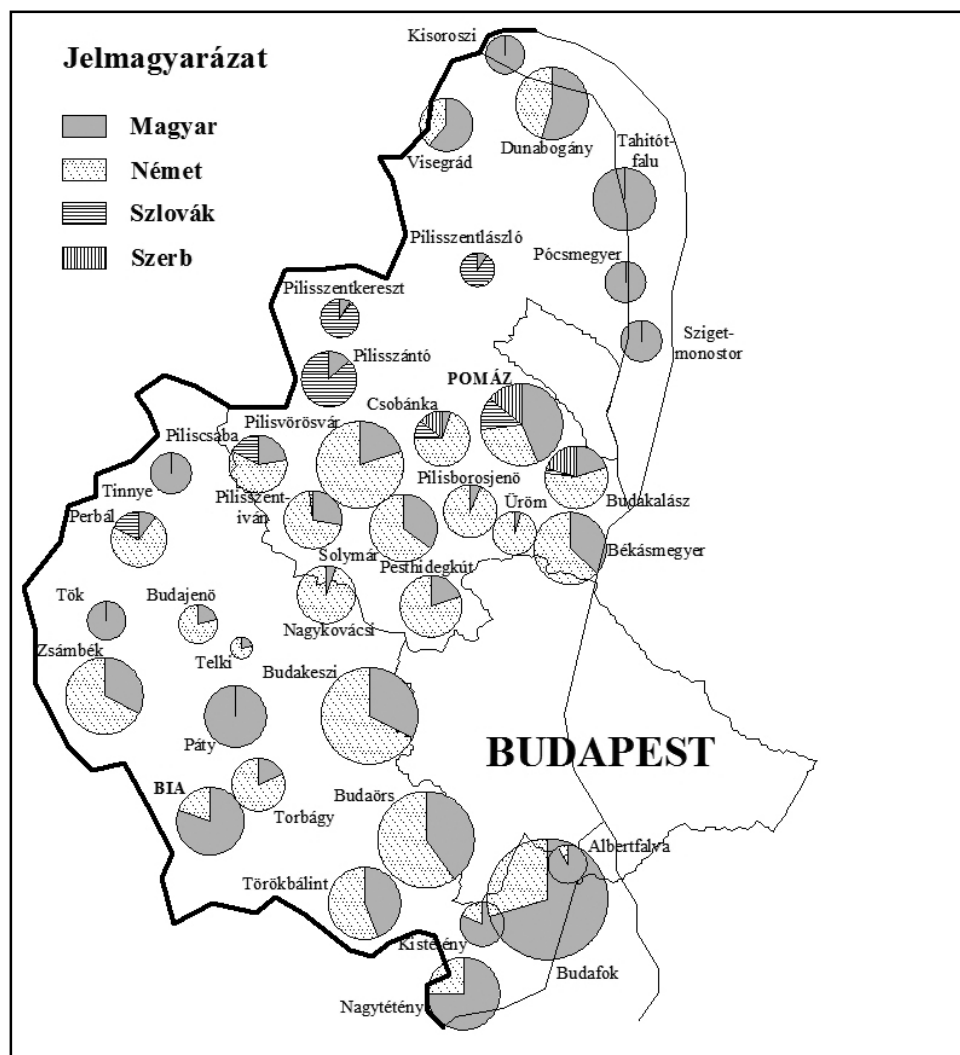 Jelmagyarázat
Magyar
Német
Szlovák
Szerb
Kisoroszi
Visegrád
Dunabogány
Tahitót-
falu
Pilisszentlászló
Pócsmegyer
Pilisszentkereszt
Sziget-
monostor
Pilisszántó
POMÁZ
Csobánka
Piliscsaba
Pilisvörösvár
Tinnye
Pilisszent-
iván
Pilisborosjenö
Üröm
Budakalász
Perbál
Solymár
Pesthidegkút
Békásmegyer
Tök
Budajenö
Nagykovácsi
Zsámbék
Telki
Budakeszi
Páty
BUDAPEST
BIA
Torbágy
Budaörs
Albertfalva
Törökbálint
Kistétény
Budafok
Nagytétény